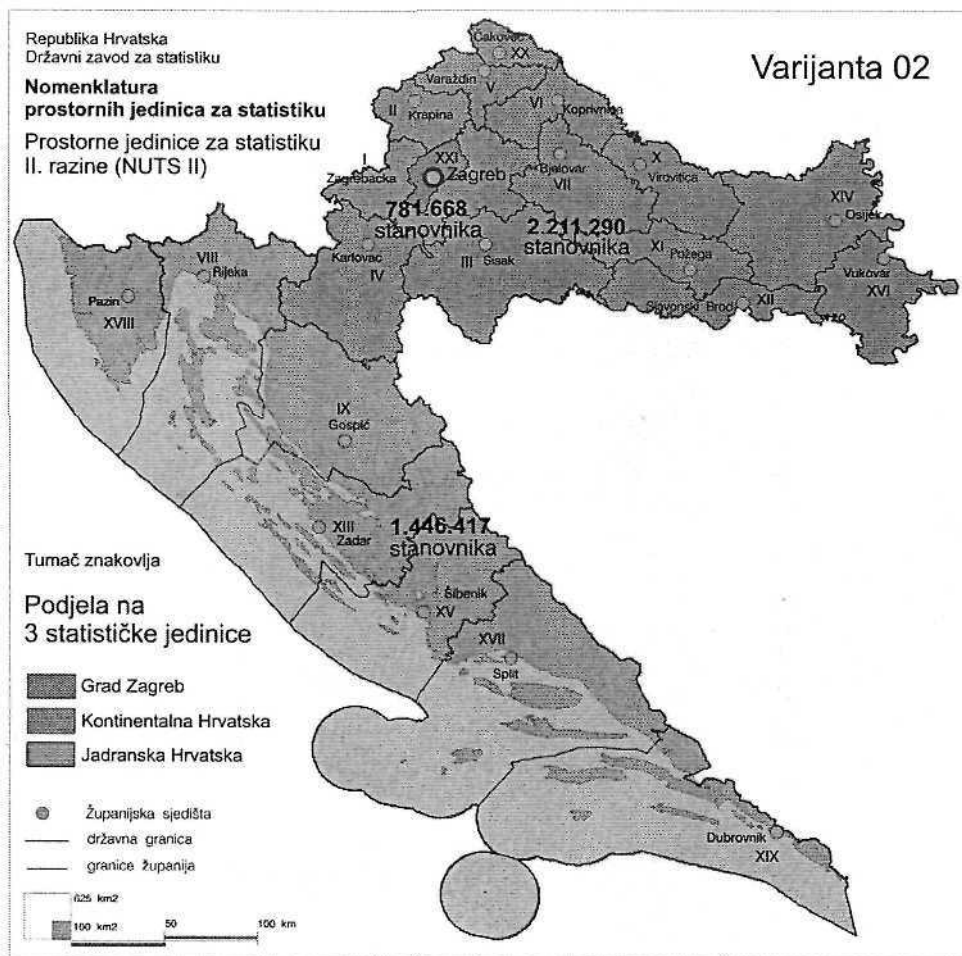 Republika Hrvatska
Državni zavod za statistiku
Nomenklatura
prostornih jedinica za statistiku
Prostorne jedinice za statistiku
II. razine (NUTS II)
Varijanta 02
Čakovec
XX
Varaždin
V
II
Krapina
VI
Koprivnica
I
Zagrebačka
XXI
Zagreb
Bjelovar
VII
X
Virovitica
781.668
stanovnika
2.211.290
stanovnika
XIV
Osijek
Karlovac
IV
III
Sisak
XI
Požega
Vukovar
XVI
Slavonski Brod
XII
VIII
Rijeka
Pazin
XVIII
IX
Gospić
XIII
Zadar
1.446.417
stanovnika
Šibenik
XV
XVII
Split
Dubrovnik
XIX
Tumač znakovlja
Podjela na
3 statističke jedinice
Grad Zagreb
Kontinentalna Hrvatska
Jadranska Hrvatska
Županijska sjedišta
državna granica
granice županija
625 km2
100 km2
50
100 km